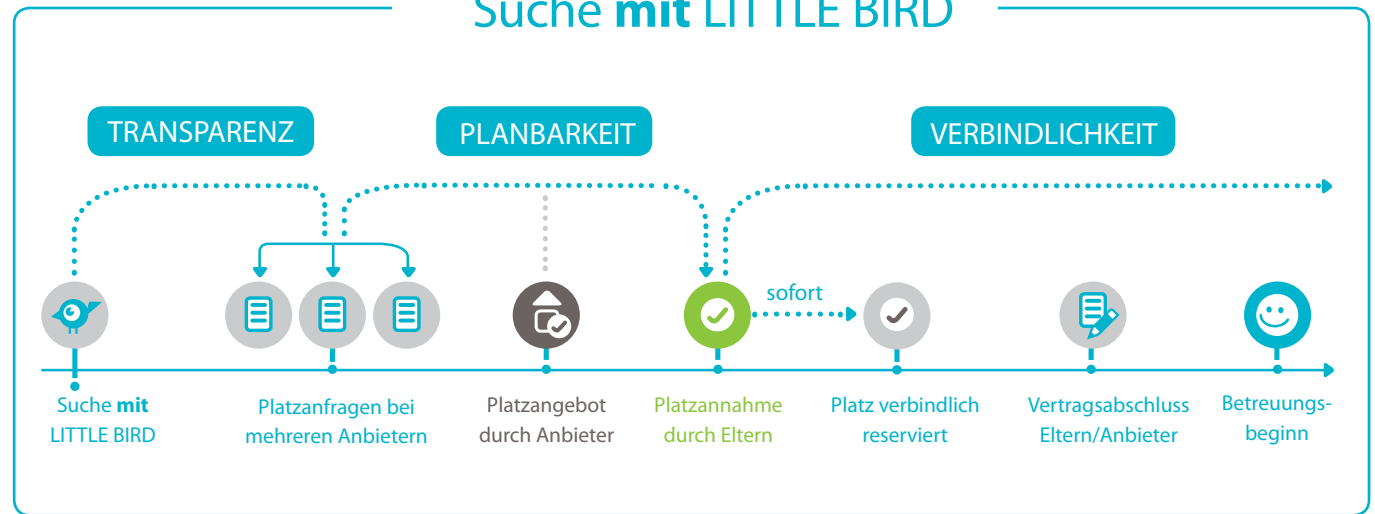 Suche mit LITTLE BIRD
TRANSPARENZ
PLANBARKEIT
VERBINDLICHKEIT
sofort
Suche mit
LITTLE BIRD
Platzanfragen bei
mehreren Anbietern
Platzangebot
durch Anbieter
Platzannahme
durch Eltern
Platz verbindlich
reserviert
Vertragsabschluss
Eltern/Anbieter
Betreuungs-
beginn